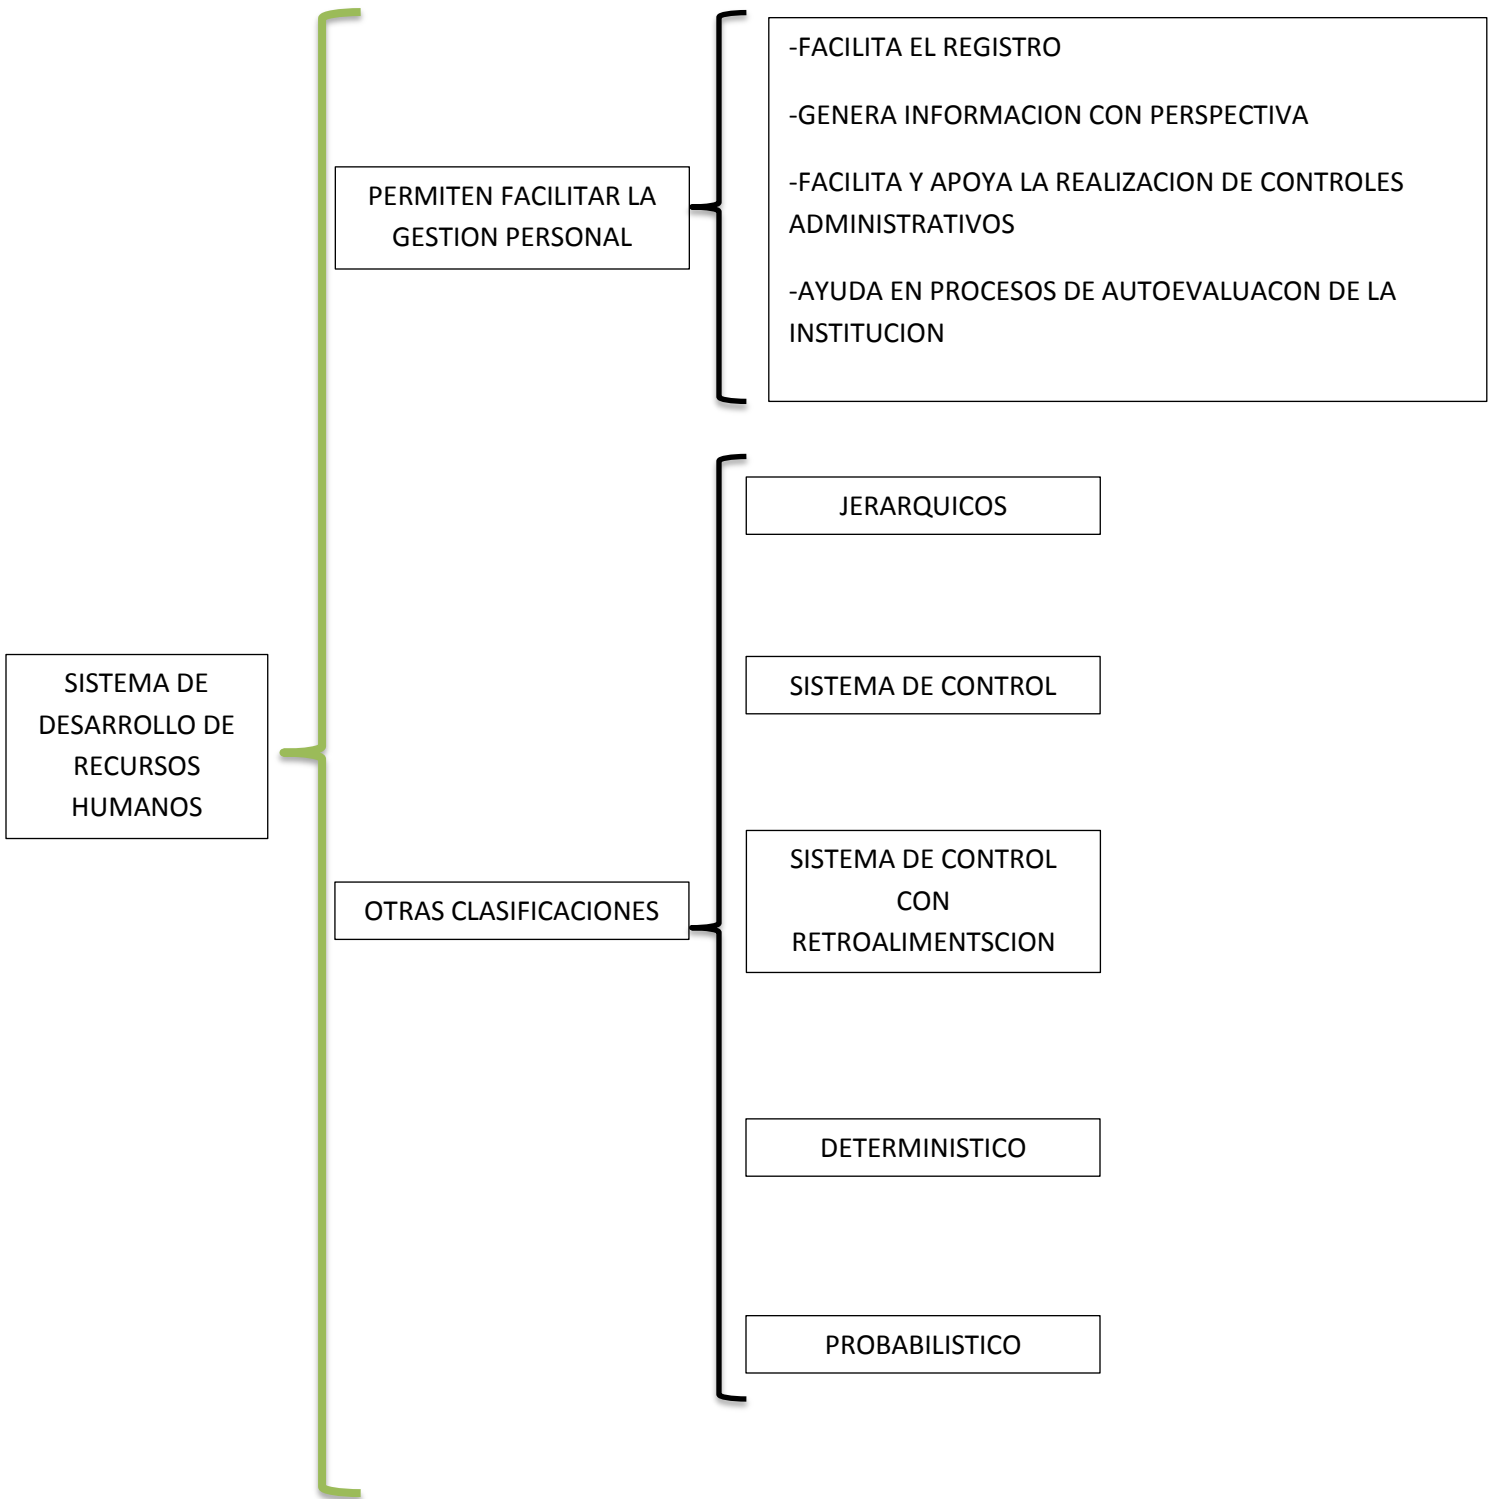 SISTEMA DE
DESARROLLO DE
RECURSOS
HUMANOS
PERMITEN FACILITAR LA
GESTION PERSONAL
-FACILITA EL REGISTRO
-GENERA INFORMACION CON PERSPECTIVA
-FACILITA Y APOYA LA REALIZACION DE CONTROLES
ADMINISTRATIVOS
-AYUDA EN PROCESOS DE AUTOEVALUACON DE LA
INSTITUCION
OTRAS CLASIFICACIONES
JERARQUICOS
SISTEMA DE CONTROL
SISTEMA DE CONTROL
CON
RETROALIMENTSCION
DETERMINISTICO
PROBABILISTICO